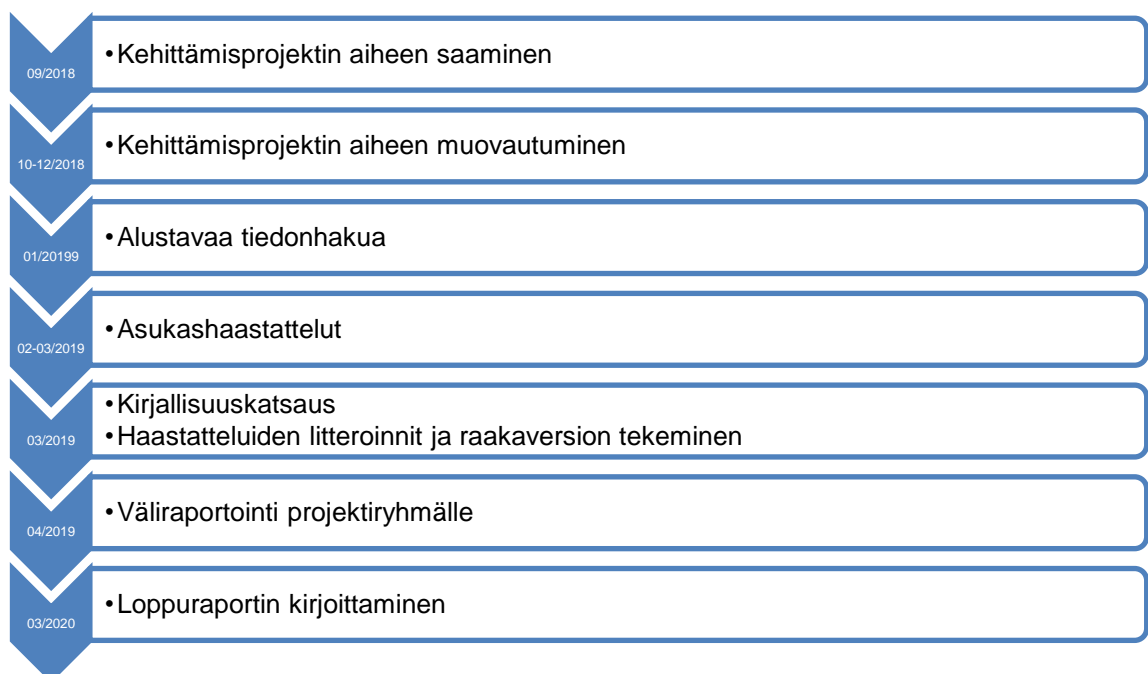 09/2018
•Kehittämisprojektin aiheen saaminen
10-12/2018
•Kehittämisprojektin aiheen muovautuminen
01/20199
•Alustavaa tiedonhakua
02-03/2019
•Asukashaastattelut
03/2019
•Kirjallisuuskatsaus
•Haastatteluiden litteroinnit ja raakaversion tekeminen
04/2019
•Väliraportointi projektiryhmälle
03/2020
•Loppuraportin kirjoittaminen